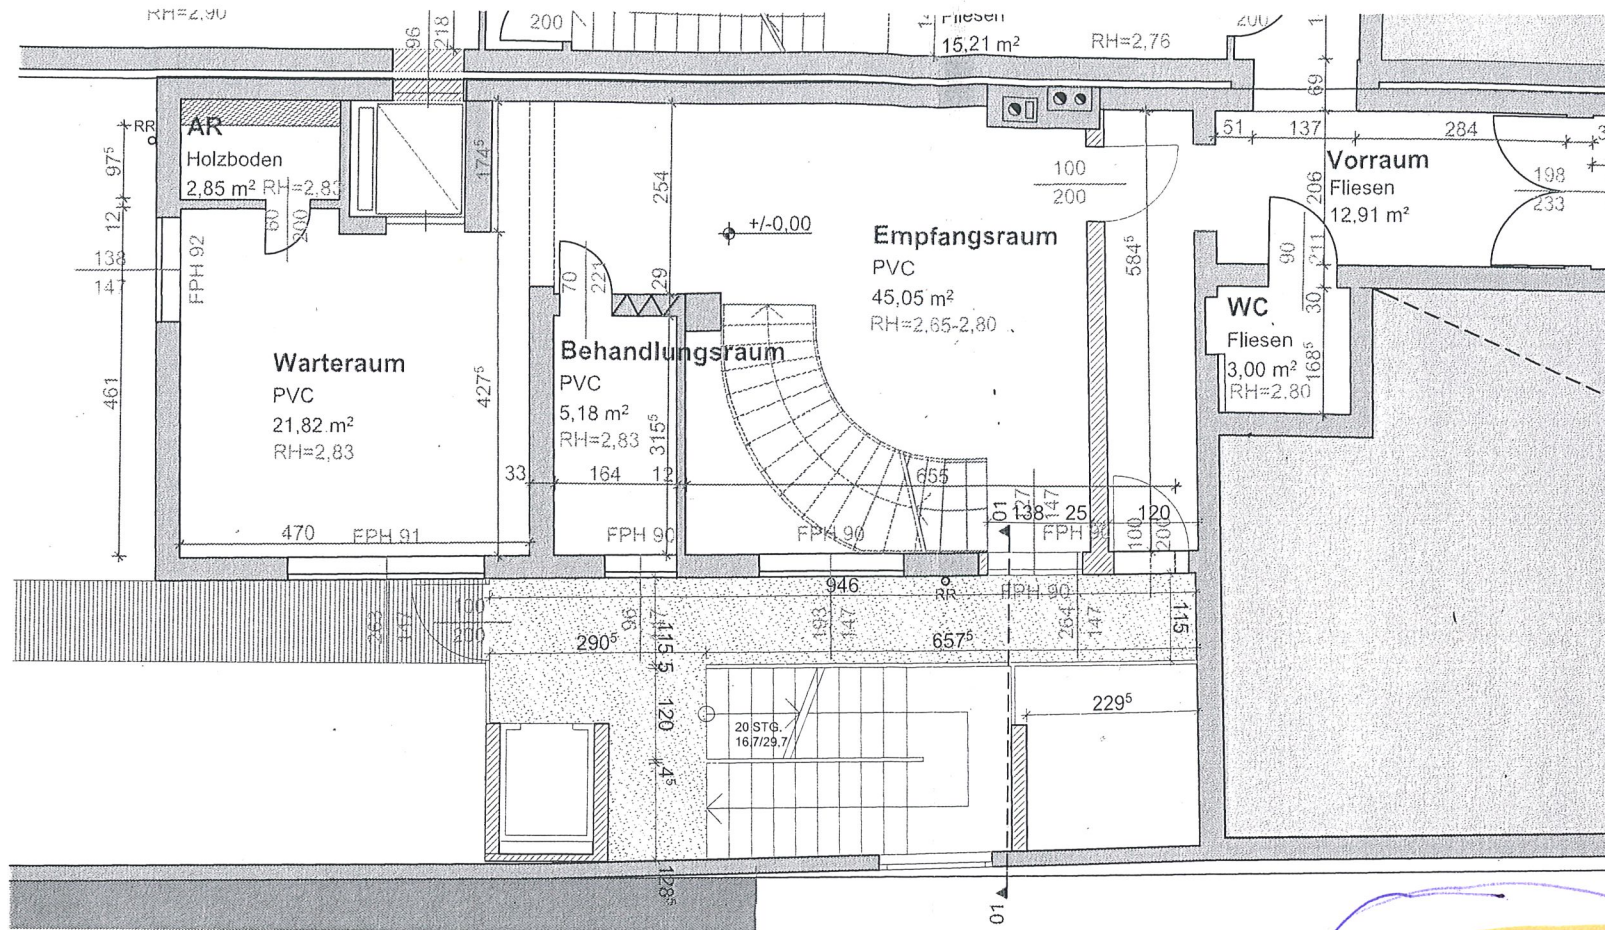 RH=2,90
96
218
200
Fliesen
15,21 m²
RH=2,76
200
69
RR
AR
Holzboden
2,85 m² RH=2,83
97⁵
12
60
200
174⁵
254
29
100
200
51
137
284
Vorraum
Fliesen
12,91 m²
206
198
233
+/-0,00
Empfangsraum
PVC
45,05 m²
RH=2,65-2,80
584⁵
90
211
30
138
147
FPH 92
70
221
WC
Fliesen
3,00 m²
RH=2,80
168⁵
Warteraum
PVC
21,82 m²
RH=2,83
461
427⁵
Behandlungsraum
PVC
5,18 m²
RH=2,83
315⁵
33
164
12
655
01
127
147
138
25
120
470
FPH 91
FPH 90
FPH 90
FPH 90
100
200
946
RR
FPH 90
263
147
100
200
96
147
193
147
264
147
115
290⁵
657⁵
115
5
120
4⁵
128⁵
20 STG.
16,7/29,7
229⁵
01